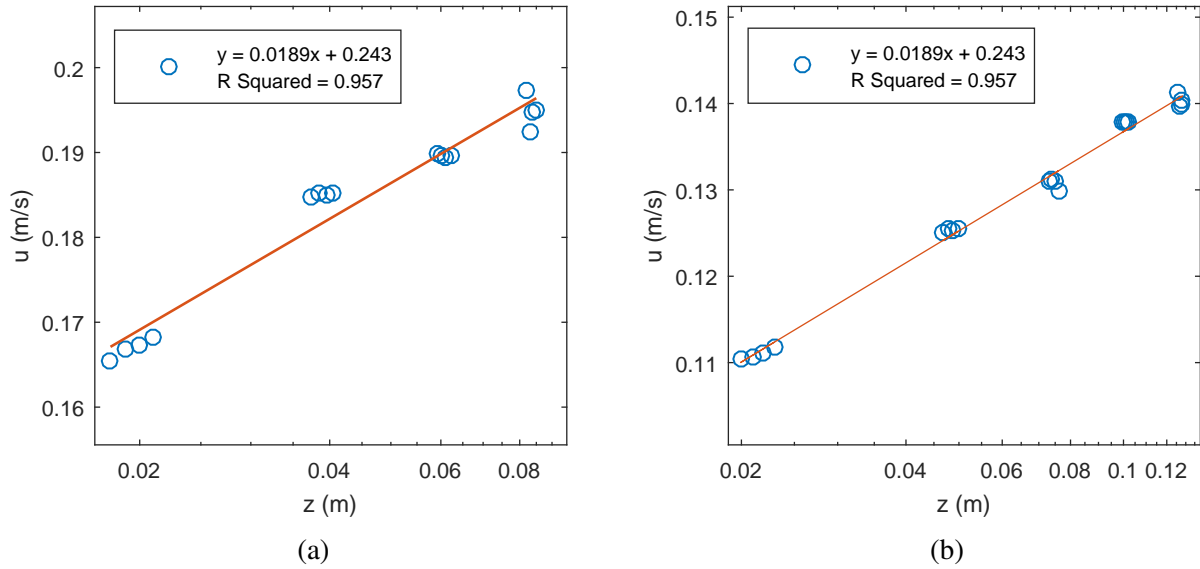 y = 0.0189x + 0.243
R Squared = 0.957
0.2
0.19
0.18
0.17
0.16
u (m/s)
0.02
0.04
0.06
0.08
z (m)
(a)
y = 0.0189x + 0.243
R Squared = 0.957
0.15
0.14
0.13
0.12
0.11
u (m/s)
0.02
0.04
0.06
0.08
0.1
0.12
z (m)
(b)